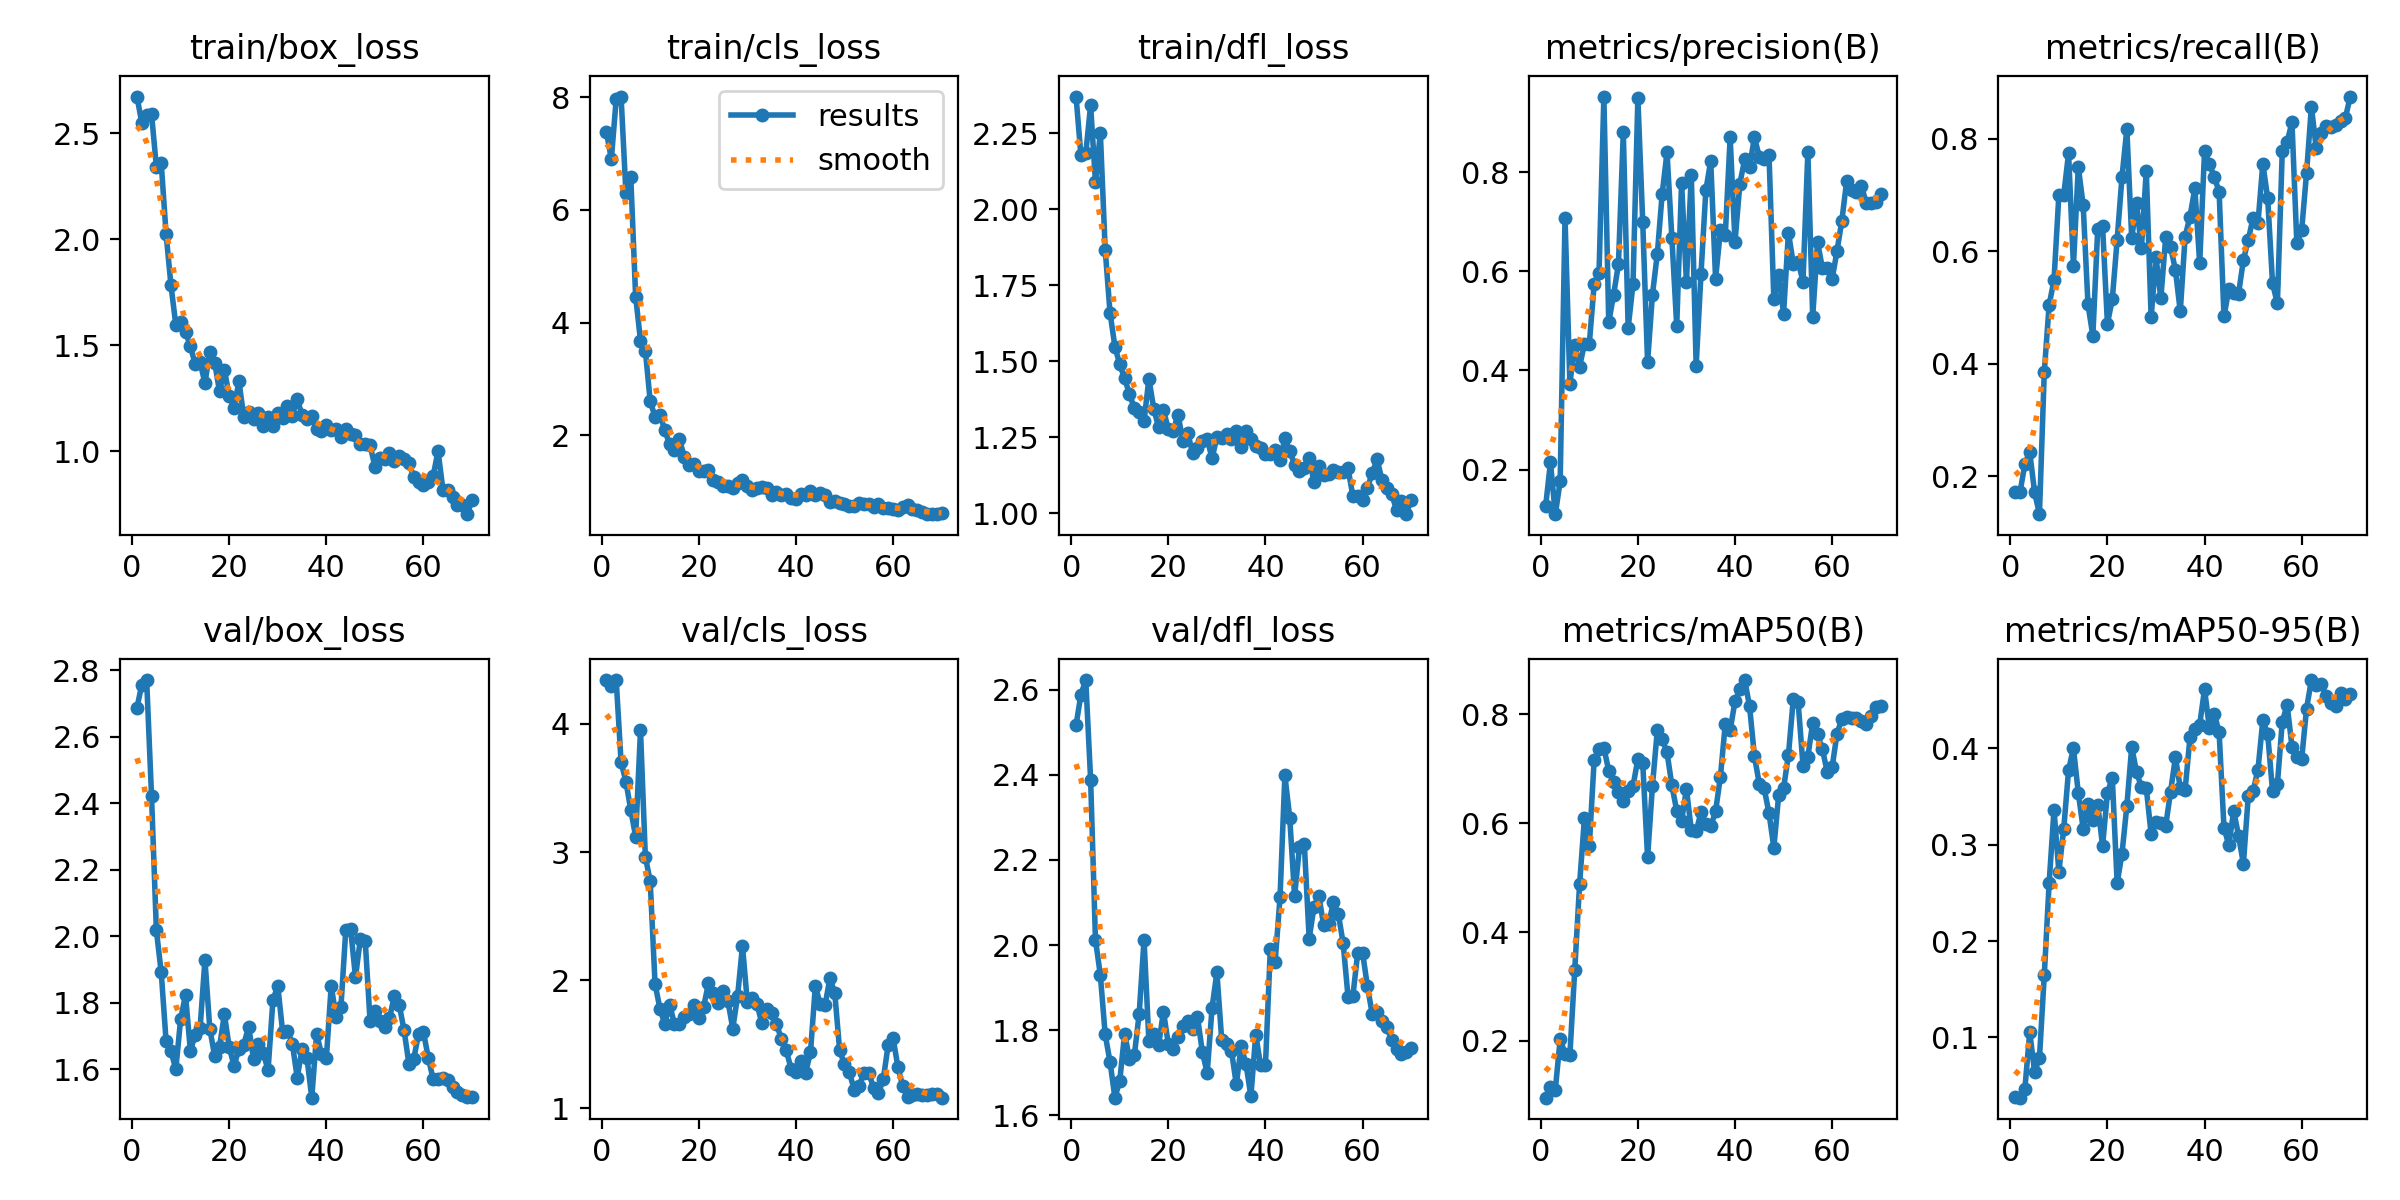 train/box_loss
2.5
2.0
1.5
1.0
0 20 40 60
train/cls_loss
results
smooth
8
6
4
2
0 20 40 60
train/dfl_loss
2.25
2.00
1.75
1.50
1.25
1.00
0 20 40 60
metrics/precision(B)
0.8
0.6
0.4
0.2
0 20 40 60
metrics/recall(B)
0.8
0.6
0.4
0.2
0 20 40 60
val/box_loss
2.8
2.6
2.4
2.2
2.0
1.8
1.6
0 20 40 60
val/cls_loss
4
3
2
1
0 20 40 60
val/dfl_loss
2.6
2.4
2.2
2.0
1.8
1.6
0 20 40 60
metrics/mAP50(B)
0.8
0.6
0.4
0.2
0 20 40 60
metrics/mAP50-95(B)
0.4
0.3
0.2
0.1
0 20 40 60